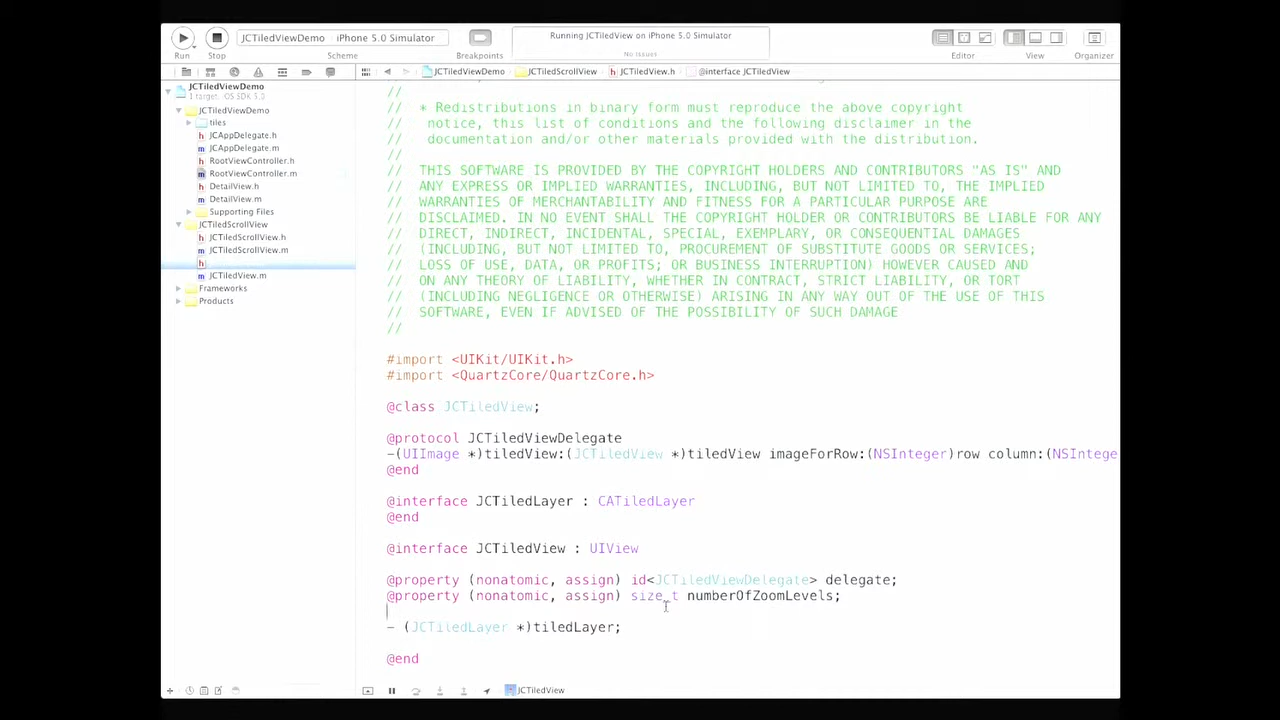 JCTiledViewDemo iPhone 5.0 Simulator
Running JCTiledView on iPhone 5.0 Simulator
No Issues
Run Stop Scheme Breakpoints Editor View Organizer
JCTiledViewDemo JCTiledScrollView JCTiledView.h @interface JCTiledView
JCTiledViewDemo
JCTiledViewDemo
tiles
JCAppDelegate.h
JCAppDelegate.m
RootViewController.h
RootViewController.m
DetailView.h
DetailView.m
Supporting Files
JCTiledScrollView
JCTiledScrollView.h
JCTiledScrollView.m
JCTiledView.m
Frameworks
Products
//
// * Redistributions in binary form must reproduce the above copyright
// notice, this list of conditions and the following disclaimer in the
// documentation and/or other materials provided with the distribution.
//
// THIS SOFTWARE IS PROVIDED BY THE COPYRIGHT HOLDERS AND CONTRIBUTORS "AS IS" AND
// ANY EXPRESS OR IMPLIED WARRANTIES, INCLUDING, BUT NOT LIMITED TO, THE IMPLIED
// WARRANTIES OF MERCHANTABILITY AND FITNESS FOR A PARTICULAR PURPOSE ARE
// DISCLAIMED. IN NO EVENT SHALL THE COPYRIGHT HOLDER OR CONTRIBUTORS BE LIABLE FOR ANY
// DIRECT, INDIRECT, INCIDENTAL, SPECIAL, EXEMPLARY, OR CONSEQUENTIAL DAMAGES
// (INCLUDING, BUT NOT LIMITED TO, PROCUREMENT OF SUBSTITUTE GOODS OR SERVICES;
// LOSS OF USE, DATA, OR PROFITS; OR BUSINESS INTERRUPTION) HOWEVER CAUSED AND
// ON ANY THEORY OF LIABILITY, WHETHER IN CONTRACT, STRICT LIABILITY, OR TORT
// (INCLUDING NEGLIGENCE OR OTHERWISE) ARISING IN ANY WAY OUT OF THE USE OF THIS
// SOFTWARE, EVEN IF ADVISED OF THE POSSIBILITY OF SUCH DAMAGE
//
#import <UIKit/UIKit.h>
#import <QuartzCore/QuartzCore.h>
@class JCTiledView;
@protocol JCTiledViewDelegate
-(UIImage *)tiledView:(JCTiledView *)tiledView imageForRow:(NSInteger)row column:(NSIntege
@end
@interface JCTiledLayer : CATiledLayer
@end
@interface JCTiledView : UIView
@property (nonatomic, assign) id<JCTiledViewDelegate> delegate;
@property (nonatomic, assign) size_t numberOfZoomLevels;
- (JCTiledLayer *)tiledLayer;
@end
JCTiledView